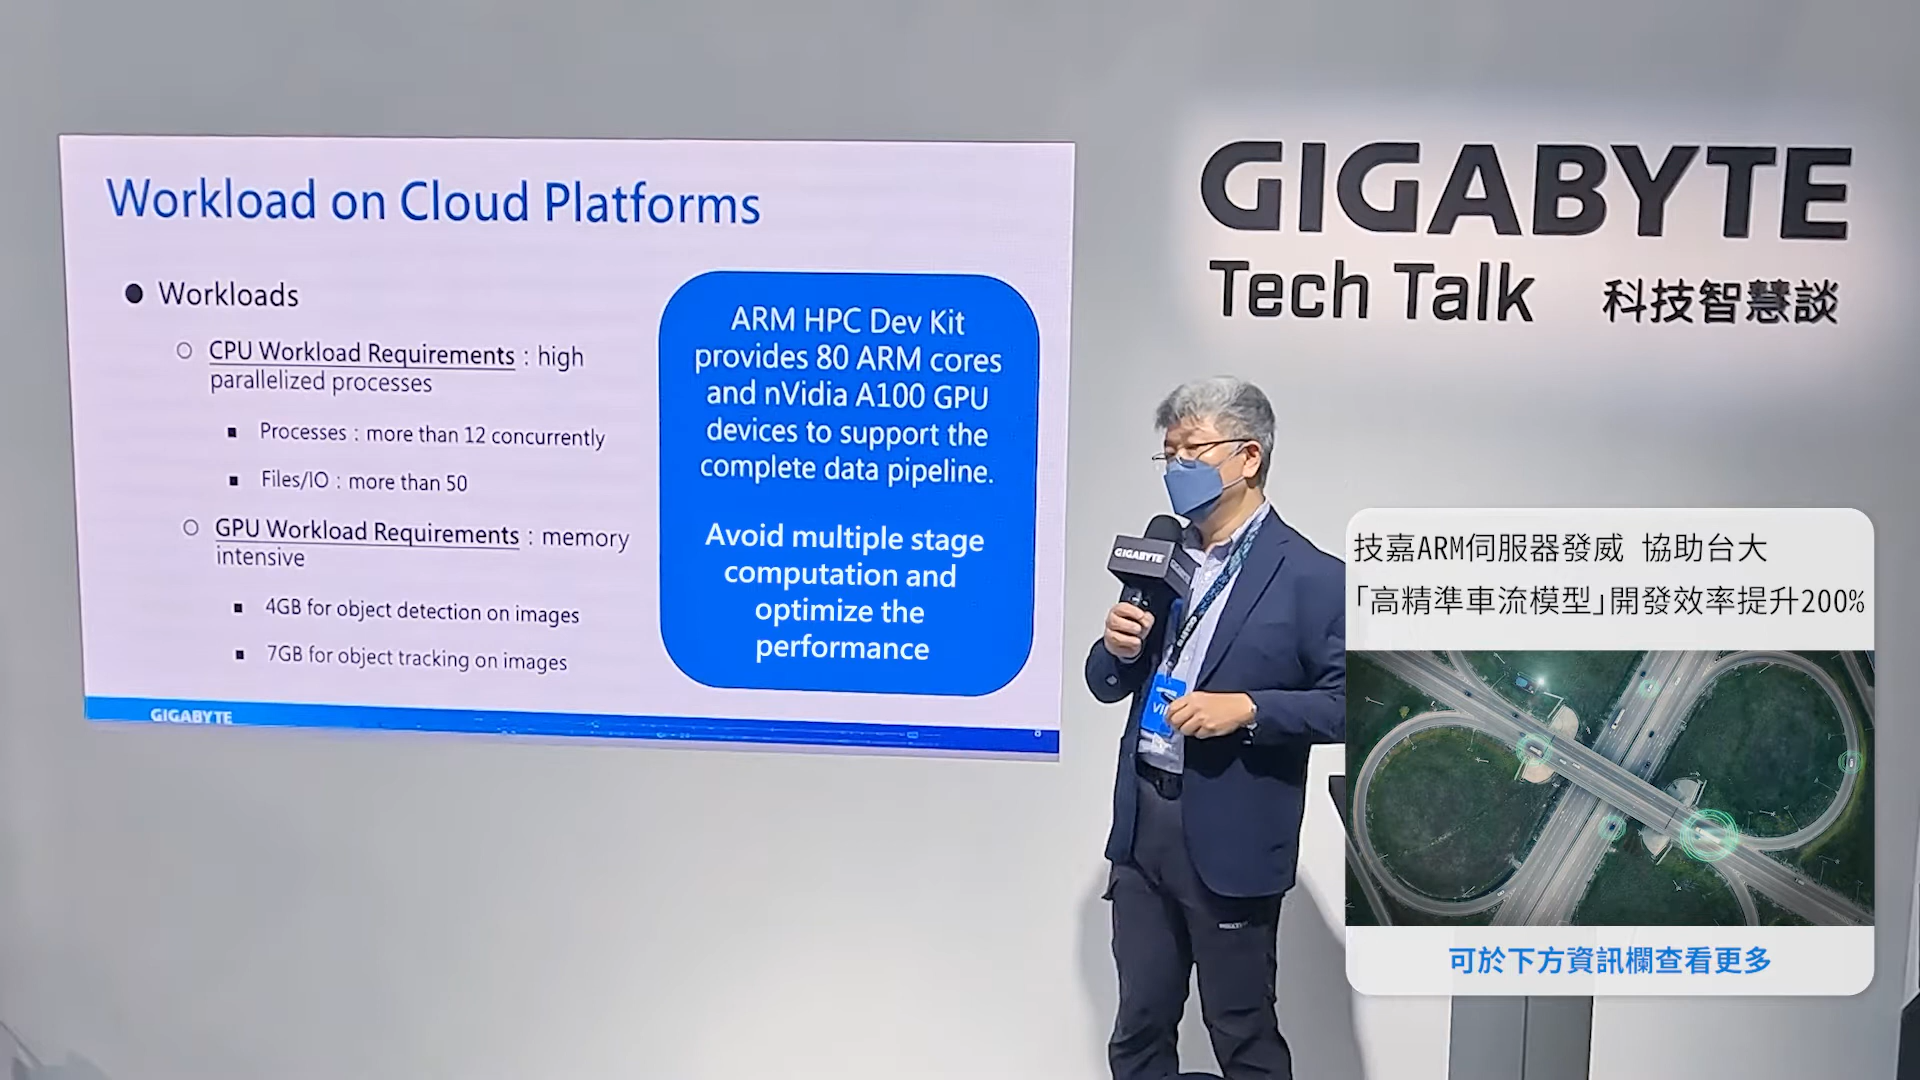 Workload on Cloud Platforms
● Workloads
○ CPU Workload Requirements : high
parallelized processes
▪ Processes : more than 12 concurrently
▪ Files/IO : more than 50
○ GPU Workload Requirements : memory
intensive
▪ 4GB for object detection on images
▪ 7GB for object tracking on images
ARM HPC Dev Kit
provides 80 ARM cores
and nVidia A100 GPU
devices to support the
complete data pipeline.
Avoid multiple stage
computation and
optimize the
performance
GIGABYTE
GIGABYTE
Tech Talk 科技智慧談
GIGABYTE
VI
技嘉ARM伺服器發威 協助台大
「高精準車流模型」開發效率提升200%
可於下方資訊欄查看更多